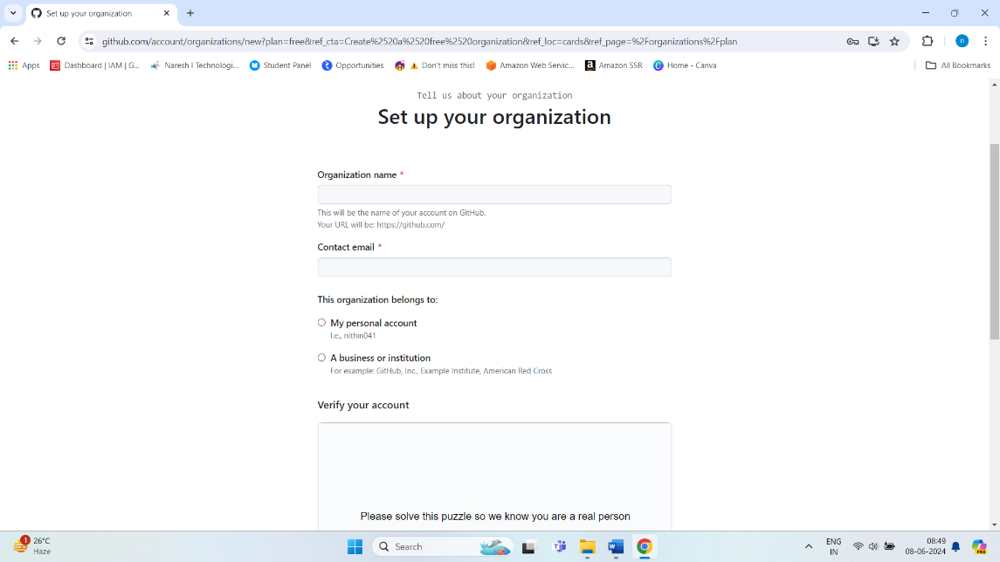 Set up your organization
github.com/account/organizations/new?plan=free&ref_cta=Create%2520a%2520free%2520organization&ref_loc=cards&ref_page=%2Forganizations%2Fplan
n
Apps
Dashboard | IAM | G...
Naresh I Technologi...
Student Panel
Opportunities
Don't miss this!
Amazon Web Servic...
a
Amazon SSR
Home - Canva
All Bookmarks
Tell us about your organization
Set up your organization
Organization name *
This will be the name of your account on GitHub.
Your URL will be: https://github.com/
Contact email *
This organization belongs to:
My personal account
I.e., nithin041
A business or institution
For example: GitHub, Inc., Example Institute, American Red Cross
Verify your account
Please solve this puzzle so we know you are a real person
1
26°C
Haze
Search
W
ENG
IN
08:49
08-06-2024
PRE